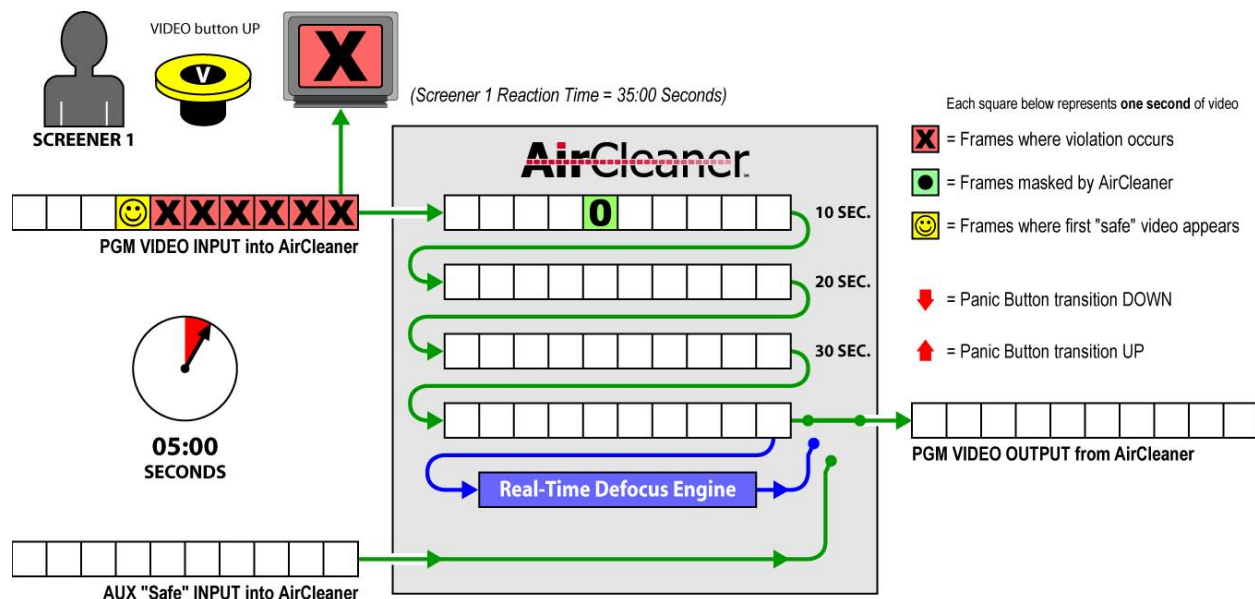 VIDEO button UP
V
X
SCREENER 1
(Screener 1 Reaction Time = 35:00 Seconds)
Each square below represents one second of video
X = Frames where violation occurs
= Frames masked by AirCleaner
= Frames where first "safe" video appears
= Panic Button transition DOWN
= Panic Button transition UP
AirCleaner™
X X X X X X
PGM VIDEO INPUT into AirCleaner
0
10 SEC.
20 SEC.
30 SEC.
05:00
SECONDS
Real-Time Defocus Engine
PGM VIDEO OUTPUT from AirCleaner
AUX "Safe" INPUT into AirCleaner